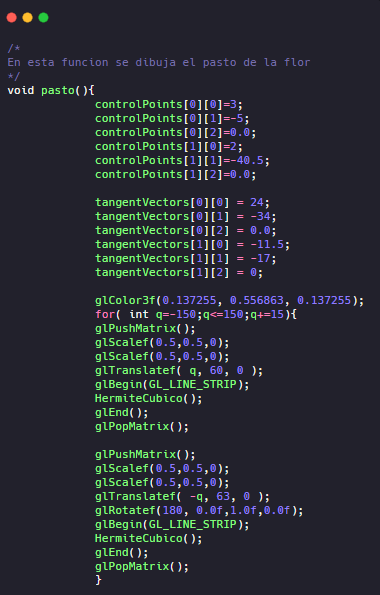 /*
En esta funcion se dibuja el pasto de la flor
*/
void pasto(){
controlPoints[0][0]=3;
controlPoints[0][1]=-5;
controlPoints[0][2]=0.0;
controlPoints[1][0]=2;
controlPoints[1][1]=-40.5;
controlPoints[1][2]=0.0;
tangentVectors[0][0] = 24;
tangentVectors[0][1] = -34;
tangentVectors[0][2] = 0.0;
tangentVectors[1][0] = -11.5;
tangentVectors[1][1] = -17;
tangentVectors[1][2] = 0;
glColor3f(0.137255, 0.556863, 0.137255);
for( int q=-150;q<=150;q+=15){
glPushMatrix();
glScalef(0.5,0.5,0);
glScalef(0.5,0.5,0);
glTranslatef( q, 60, 0 );
glBegin(GL_LINE_STRIP);
HermiteCubico();
glEnd();
glPopMatrix();
glPushMatrix();
glScalef(0.5,0.5,0);
glScalef(0.5,0.5,0);
glTranslatef( -q, 63, 0 );
glRotatef(180, 0.0f,1.0f,0.0f);
glBegin(GL_LINE_STRIP);
HermiteCubico();
glEnd();
glPopMatrix();
}